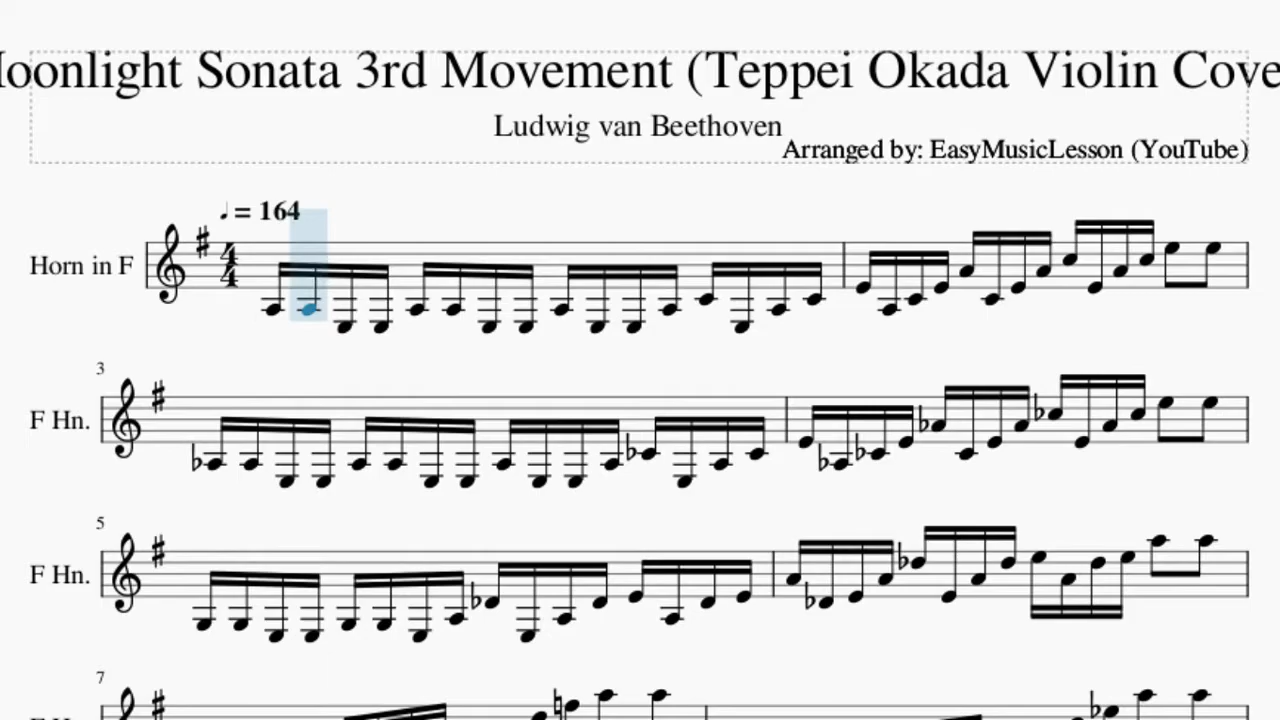 oonlight Sonata 3rd Movement (Teppei Okada Violin Cove
Ludwig van Beethoven
Arranged by: EasyMusicLesson (YouTube)
♩ = 164
Horn in F
4
4
3
F Hn.
5
F Hn.
7